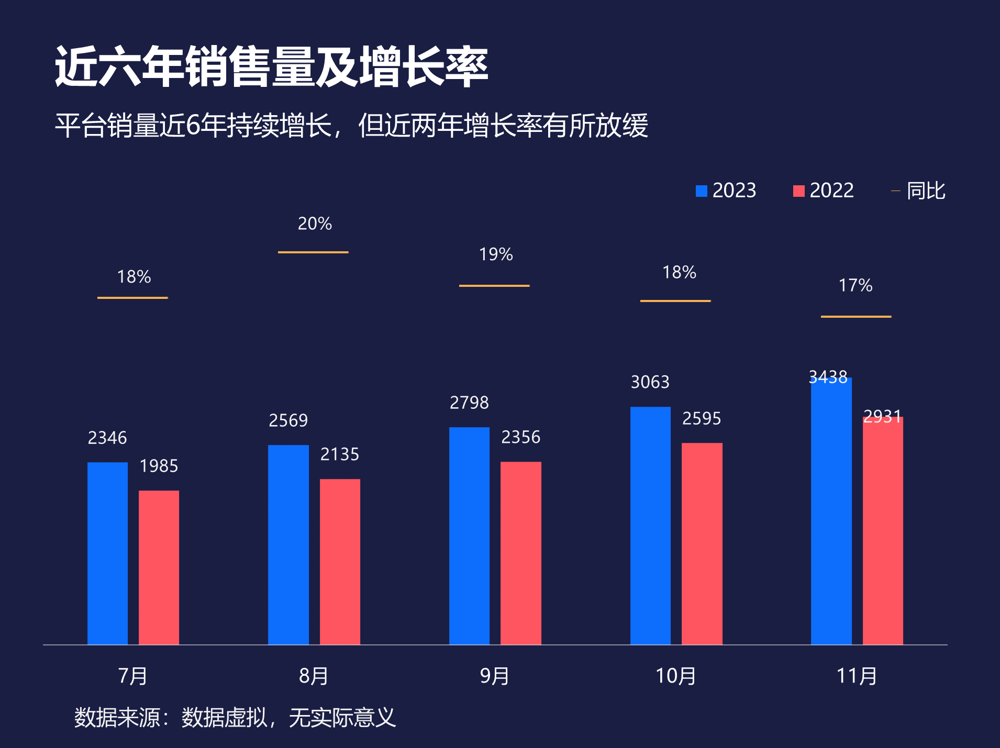 近六年销售量及增长率
平台销量近6年持续增长，但近两年增长率有所放缓
2023 2022 同比
20%
19%
18% 18% 17%
3438
3063
2798 2931
2569 2595
2346 2356
2135
1985
7月 8月 9月 10月 11月
数据来源：数据虚拟，无实际意义